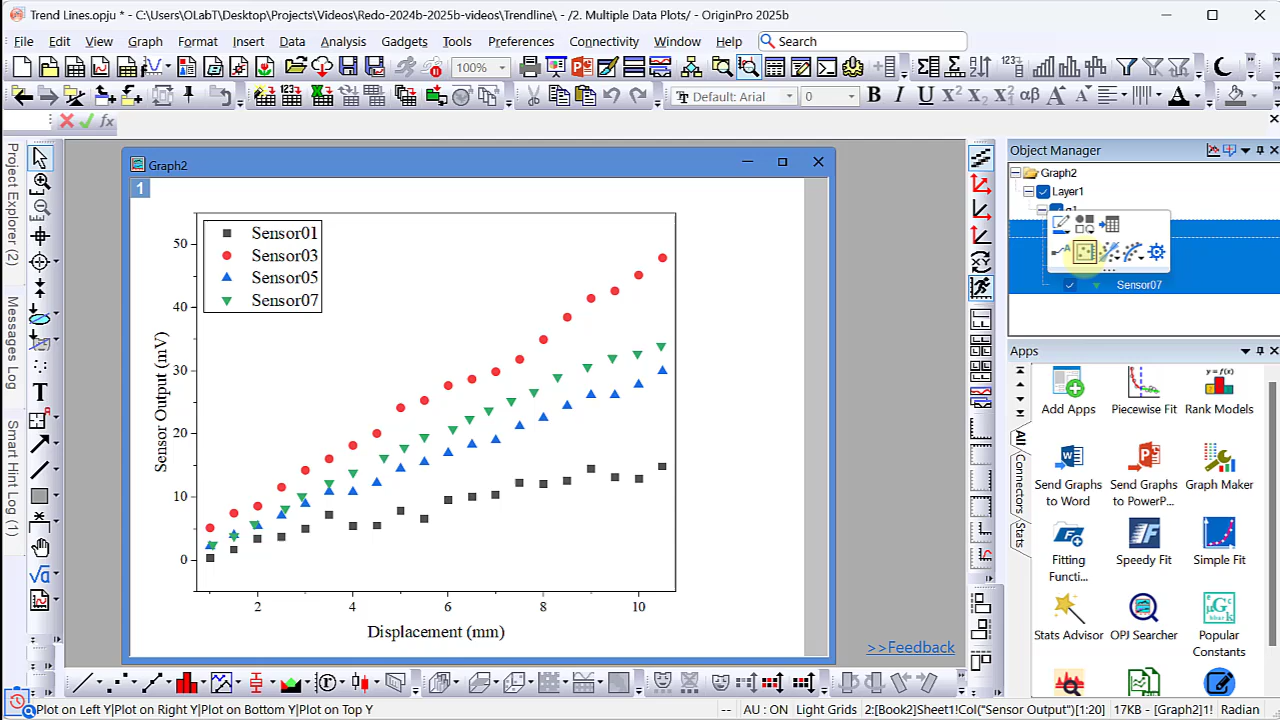 Trend Lines.opju * - C:\Users\OLabT\Desktop\Projects\Videos\Redo-2024b-2025b-videos\Trendline\ - /2. Multiple Data Plots/ - OriginPro 2025b
File Edit View Graph Format Insert Data Analysis Gadgets Tools Preferences Connectivity Window Help Search
100%
Default: Arial 0
fx
Project Explorer (2)
Messages Log
Smart Hint Log (1)
Graph2
1
Sensor01
Sensor03
Sensor05
Sensor07
50
40
30
20
10
0
Sensor Output (mV)
2 4 6 8 10
Displacement (mm)
>>Feedback
Object Manager
Graph2
Layer1
Sensor07
Apps
All
Connectors
Stats
Add Apps
Piecewise Fit
Rank Models
Send Graphs to Word
Send Graphs to PowerP...
Graph Maker
Fitting Functi...
Speedy Fit
Simple Fit
Stats Advisor
OPJ Searcher
Popular Constants
Plot on Left Y|Plot on Right Y|Plot on Bottom Y|Plot on Top Y
-- AU : ON Light Grids 2:[Book2]Sheet1!Col("Sensor Output")[1:20] 17KB - [Graph2]1! Radian